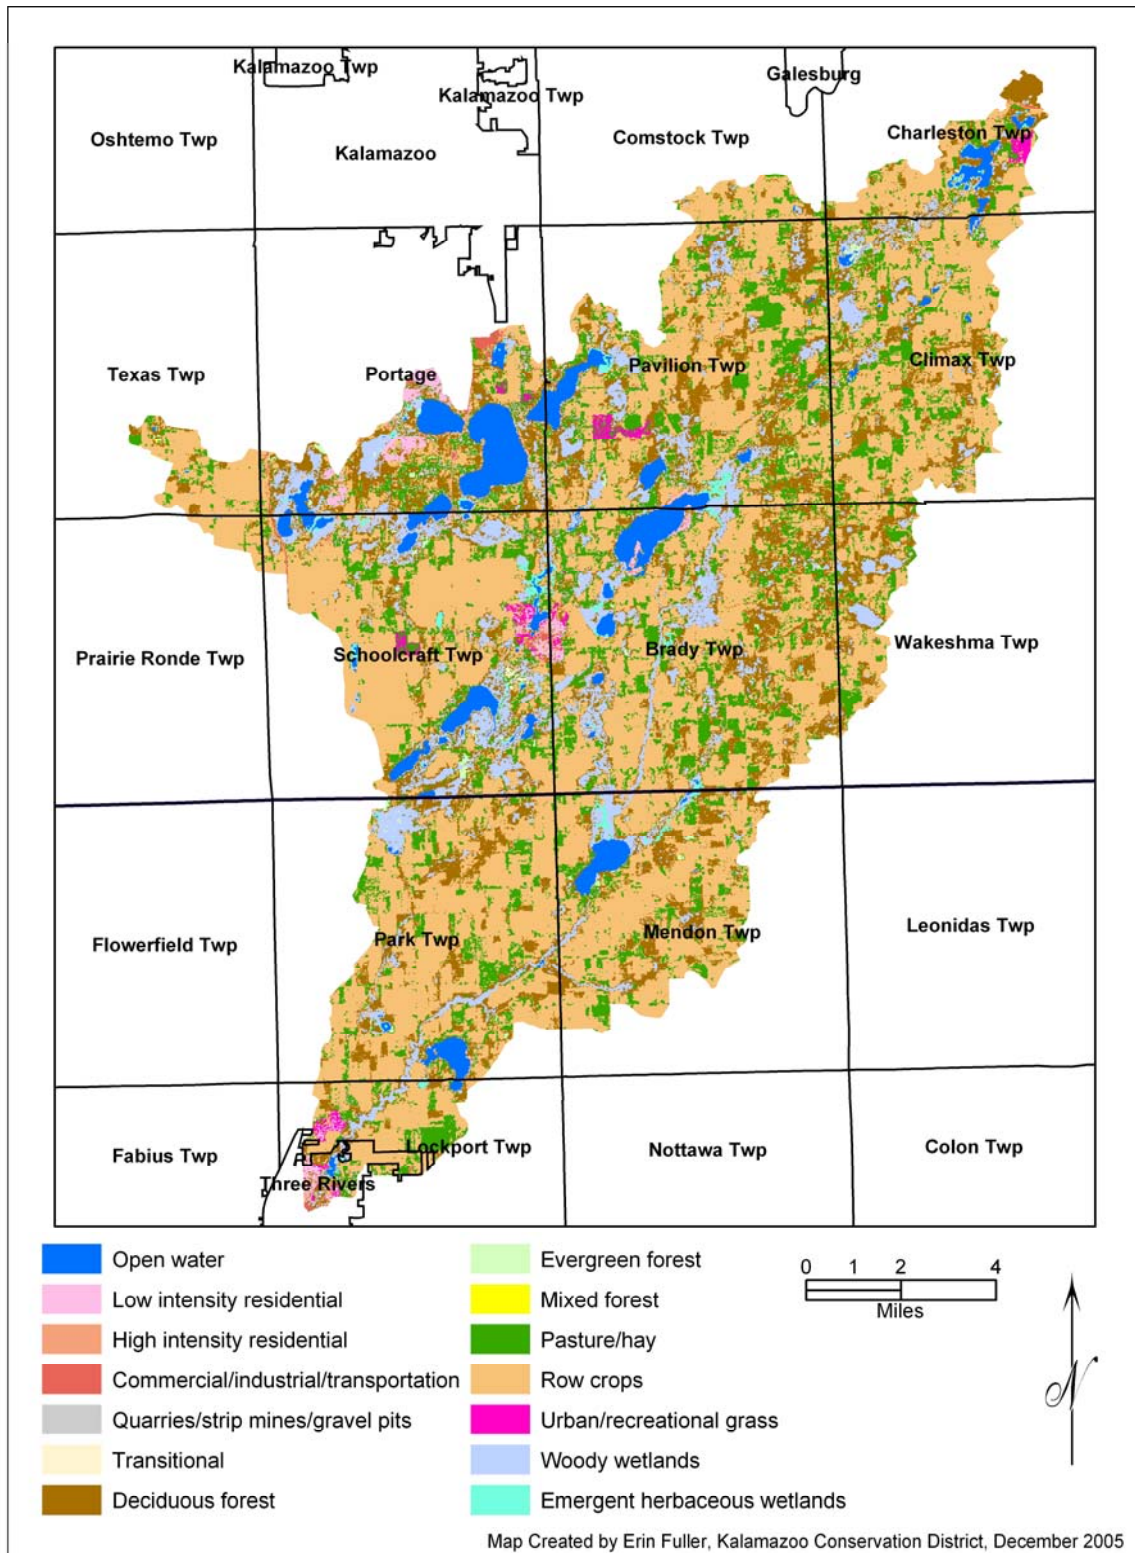 Kalamazoo Twp
Kalamazoo Twp
Galesburg
Oshtemo Twp
Kalamazoo
Comstock Twp
Charleston Twp
Texas Twp
Portage
Pavilion Twp
Climax Twp
Prairie Ronde Twp
Schoolcraft Twp
Brady Twp
Wakeshma Twp
Flowerfield Twp
Park Twp
Mendon Twp
Leonidas Twp
Fabius Twp
Three Rivers
Lockport Twp
Nottawa Twp
Colon Twp
Open water
Low intensity residential
High intensity residential
Commercial/industrial/transportation
Quarries/strip mines/gravel pits
Transitional
Deciduous forest
Evergreen forest
Mixed forest
Pasture/hay
Row crops
Urban/recreational grass
Woody wetlands
Emergent herbaceous wetlands
0 1 2 4
Miles
N
Map Created by Erin Fuller, Kalamazoo Conservation District, December 2005